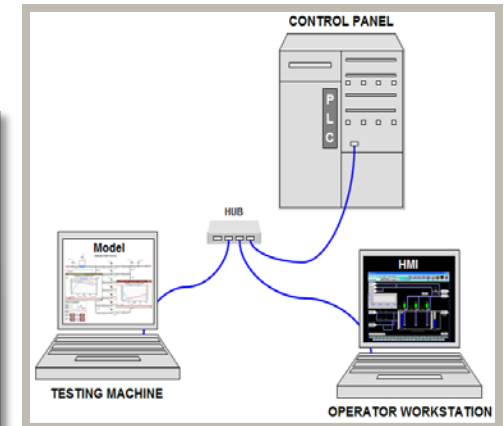 CONTROL PANEL
P
L
C
HUB
Model
HMI
TESTING MACHINE
OPERATOR WORKSTATION